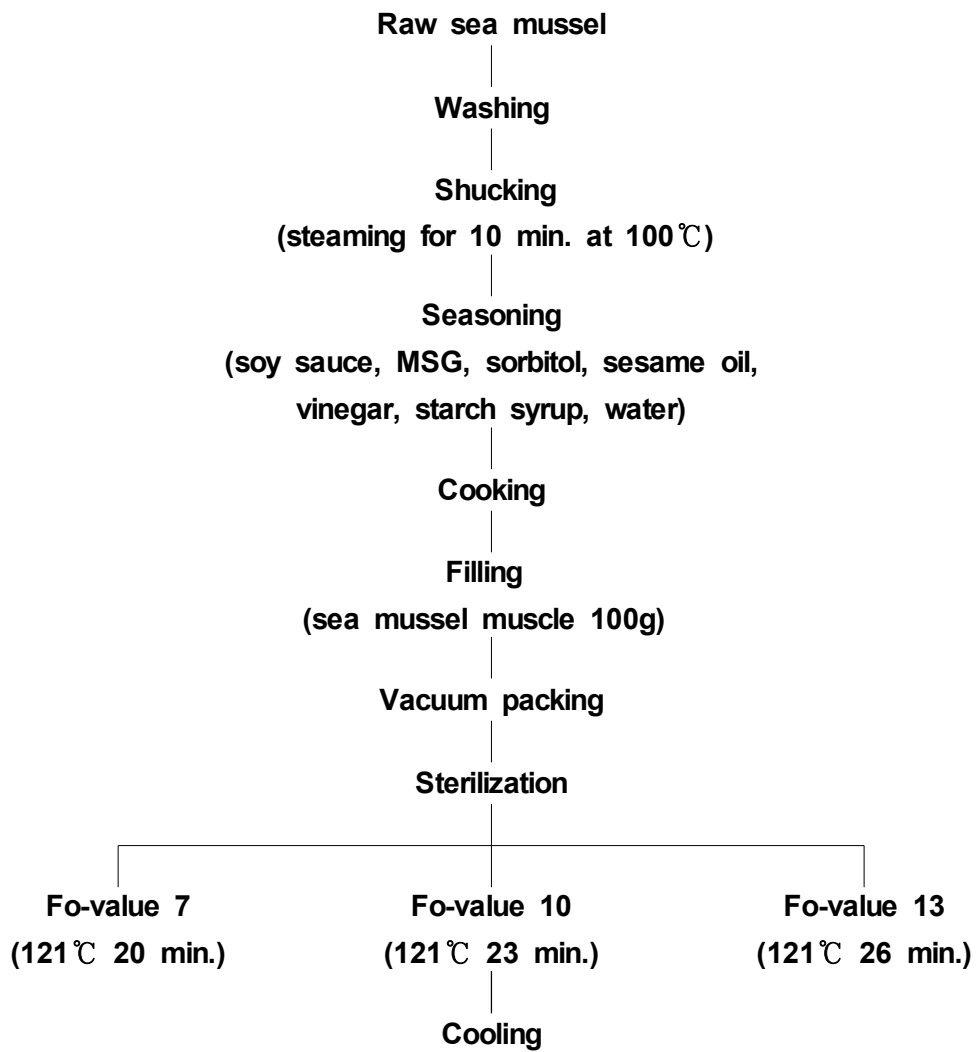 Raw sea mussel
Washing
Shucking
(steaming for 10 min. at 100℃)
Seasoning
(soy sauce, MSG, sorbitol, sesame oil,
vinegar, starch syrup, water)
Cooking
Filling
(sea mussel muscle 100g)
Vacuum packing
Sterilization
Fo-value 7
(121℃ 20 min.)
Fo-value 10
(121℃ 23 min.)
Fo-value 13
(121℃ 26 min.)
Cooling